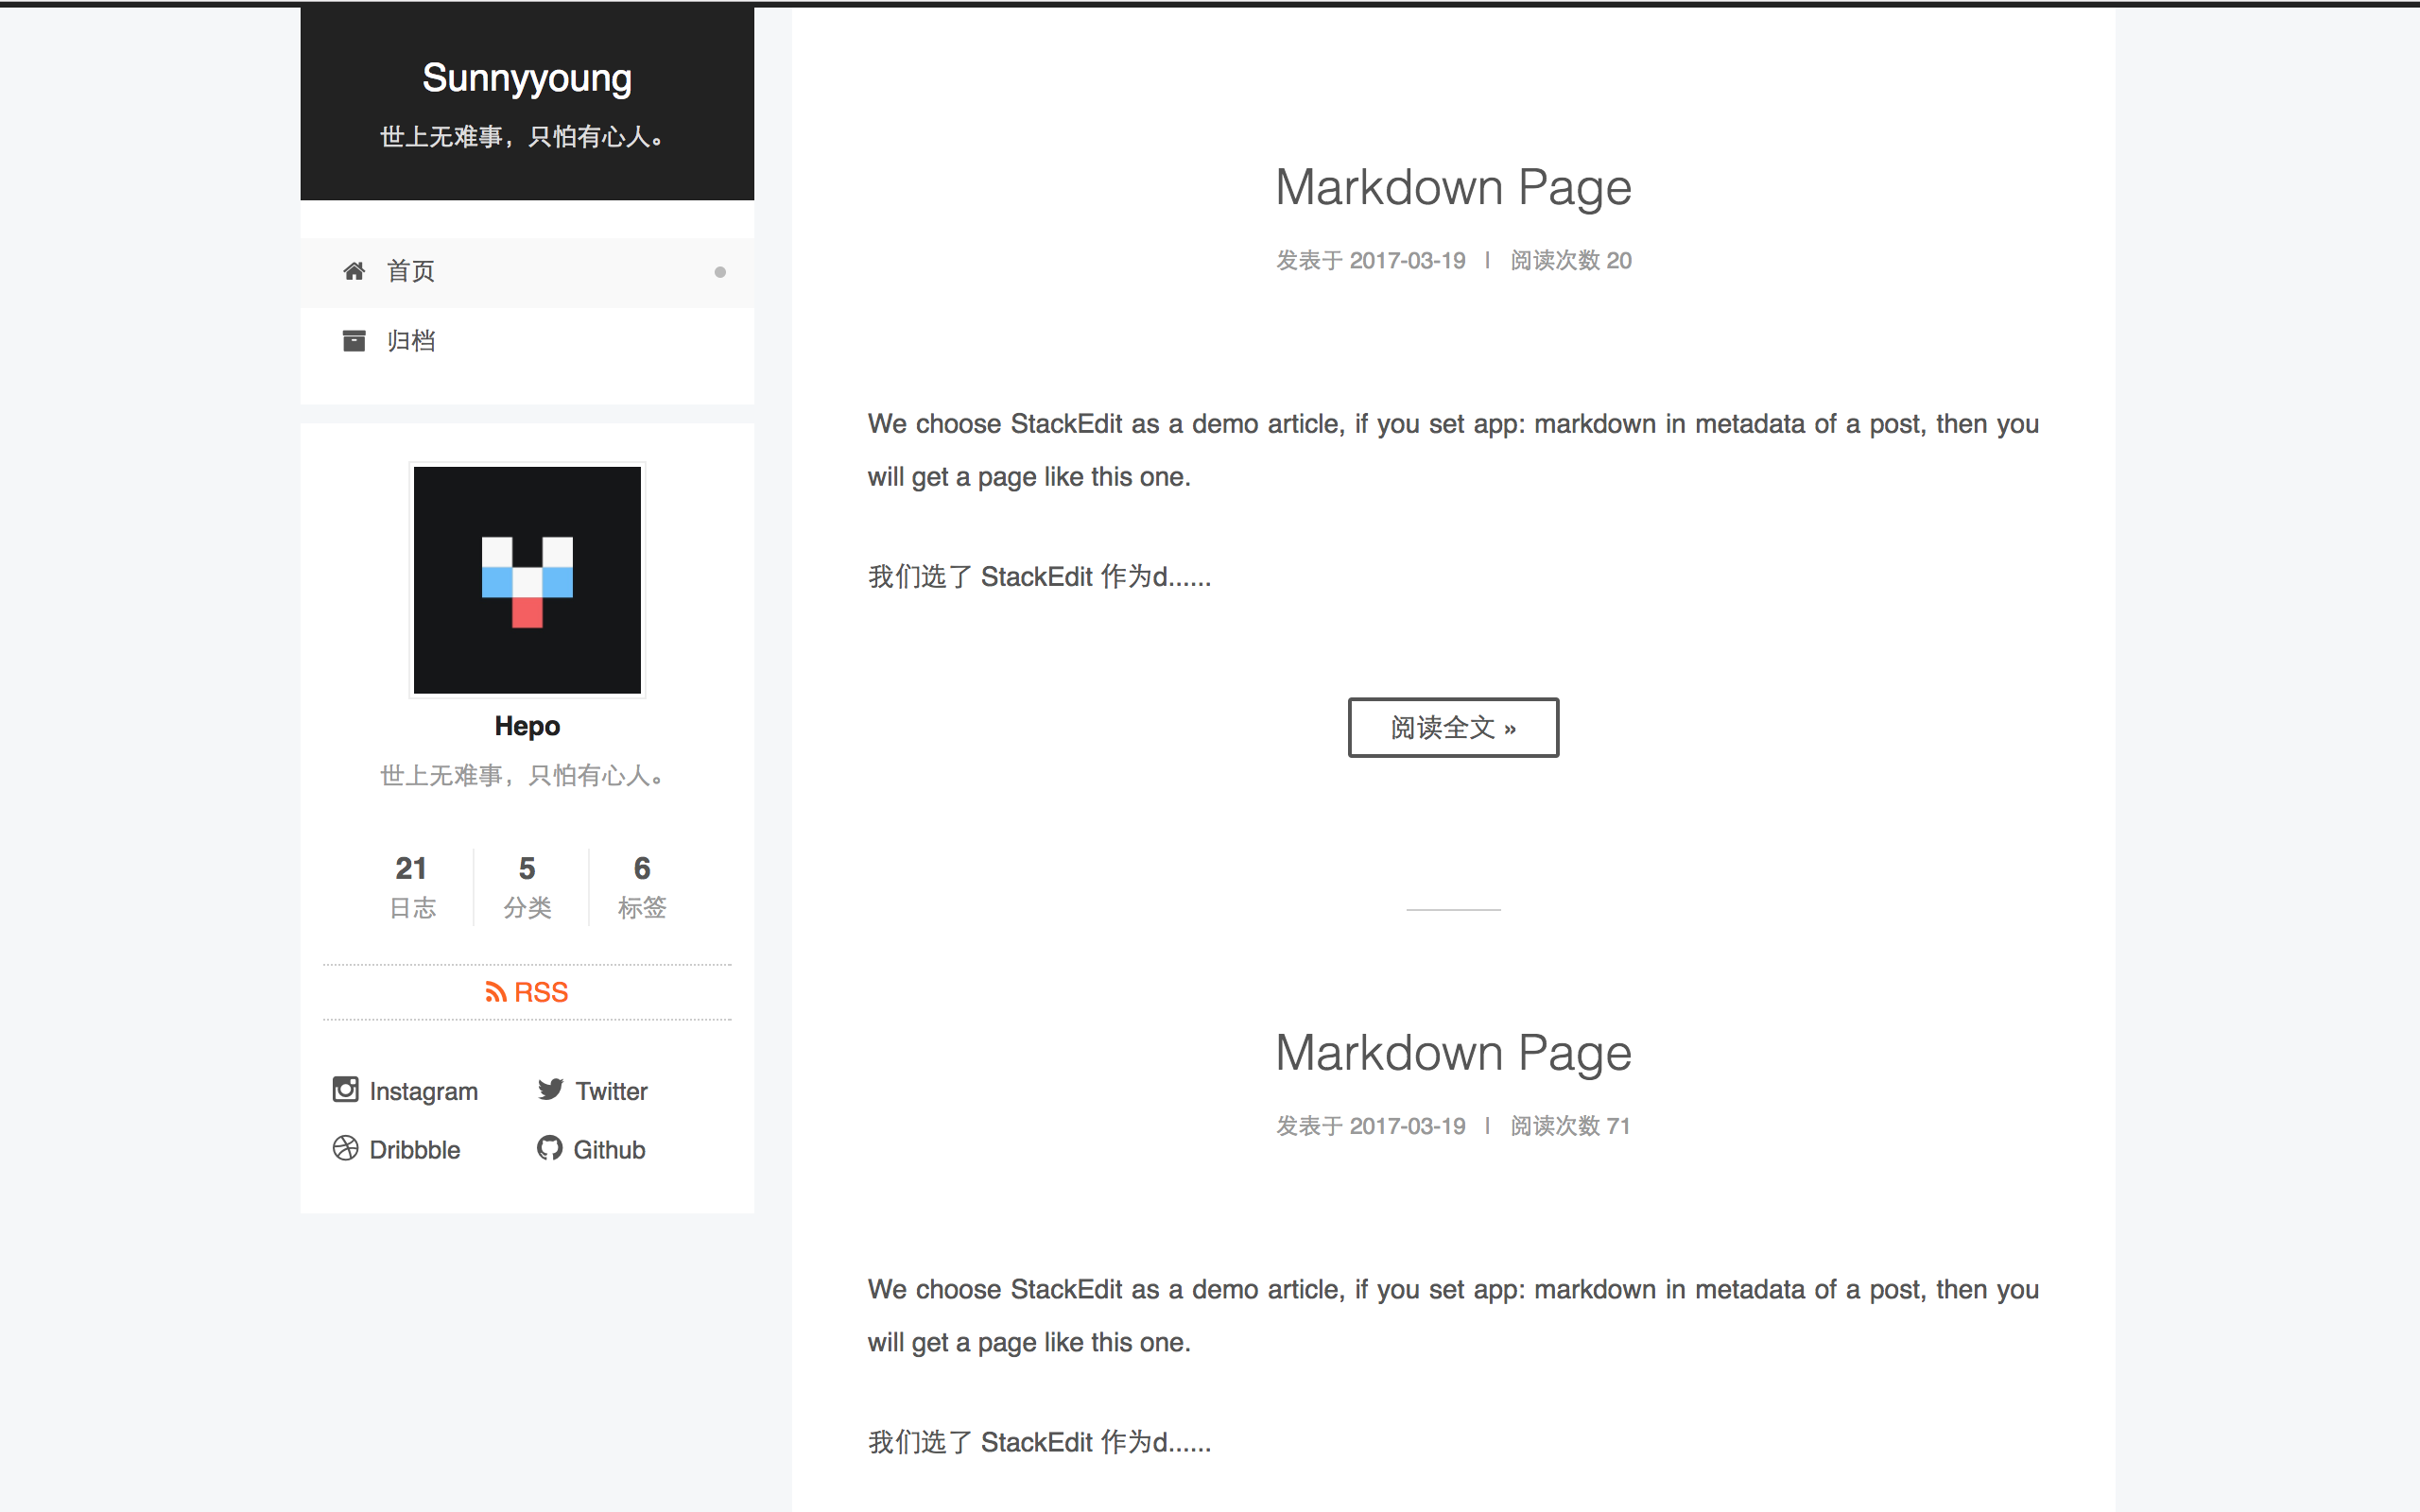 Sunnyyoung
世上无难事，只怕有心人。
首页
归档
Hepo
世上无难事，只怕有心人。
21 5 6
日志 分类 标签
RSS
Instagram Twitter
Dribbble Github
Markdown Page
发表于 2017-03-19 | 阅读次数 20
We choose StackEdit as a demo article, if you set app: markdown in metadata of a post, then you
will get a page like this one.
我们选了 StackEdit 作为d......
阅读全文 »
Markdown Page
发表于 2017-03-19 | 阅读次数 71
We choose StackEdit as a demo article, if you set app: markdown in metadata of a post, then you
will get a page like this one.
我们选了 StackEdit 作为d......